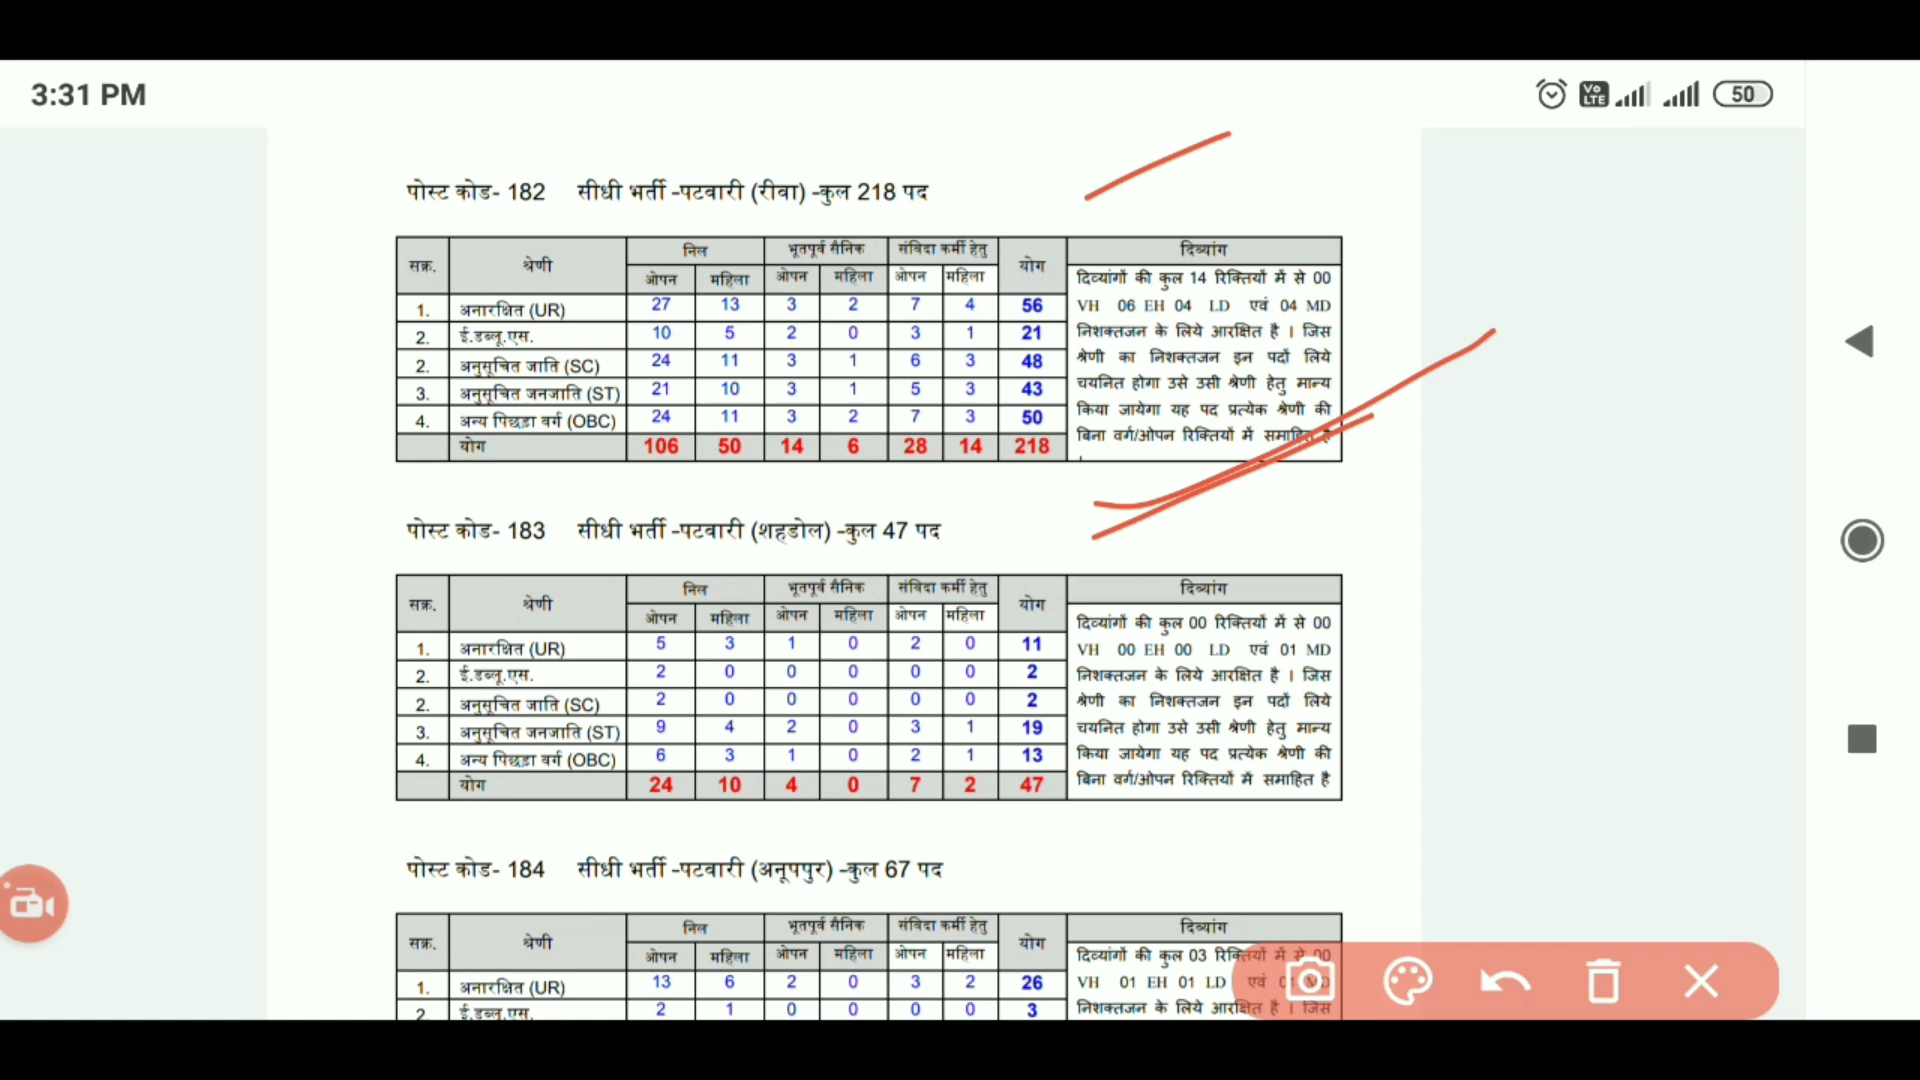 3:31 PM
Vo LTE
50
पोस्ट कोड- 182 सीधी भर्ती -पटवारी (रीवा) -कुल 218 पद
सक्र. श्रेणी निल भूतपूर्व सैनिक संविदा कर्मी हेतु योग दिव्यांग
ओपन महिला ओपन महिला ओपन महिला
1. अनारक्षित (UR) 27 13 3 2 7 4 56
2. ई.डब्लू.एस. 10 5 2 0 3 1 21
2. अनुसूचित जाति (SC) 24 11 3 1 6 3 48
3. अनुसूचित जनजाति (ST) 21 10 3 1 5 3 43
4. अन्य पिछड़ा वर्ग (OBC) 24 11 3 2 7 3 50
योग 106 50 14 6 28 14 218
दिव्यांगों की कुल 14 रिक्तियों में से 00
VH 06 EH 04 LD एवं 04 MD
निशक्तजन के लिये आरक्षित है । जिस
श्रेणी का निशक्तजन इन पदों लिये
चयनित होगा उसे उसी श्रेणी हेतु मान्य
किया जायेगा यह पद प्रत्येक श्रेणी की
बिना वर्ग/ओपन रिक्तियों में समाहित है
पोस्ट कोड- 183 सीधी भर्ती -पटवारी (शहडोल) -कुल 47 पद
सक्र. श्रेणी निल भूतपूर्व सैनिक संविदा कर्मी हेतु योग दिव्यांग
ओपन महिला ओपन महिला ओपन महिला
1. अनारक्षित (UR) 5 3 1 0 2 0 11
2. ई.डब्लू.एस. 2 0 0 0 0 0 2
2. अनुसूचित जाति (SC) 2 0 0 0 0 0 2
3. अनुसूचित जनजाति (ST) 9 4 2 0 3 1 19
4. अन्य पिछड़ा वर्ग (OBC) 6 3 1 0 2 1 13
योग 24 10 4 0 7 2 47
दिव्यांगों की कुल 00 रिक्तियों में से 00
VH 00 EH 00 LD एवं 01 MD
निशक्तजन के लिये आरक्षित है । जिस
श्रेणी का निशक्तजन इन पदों लिये
चयनित होगा उसे उसी श्रेणी हेतु मान्य
किया जायेगा यह पद प्रत्येक श्रेणी की
बिना वर्ग/ओपन रिक्तियों में समाहित है
पोस्ट कोड- 184 सीधी भर्ती -पटवारी (अनूपपुर) -कुल 67 पद
सक्र. श्रेणी निल भूतपूर्व सैनिक संविदा कर्मी हेतु योग दिव्यांग
ओपन महिला ओपन महिला ओपन महिला
1. अनारक्षित (UR) 13 6 2 0 3 2 26
2. ई.डब्लू.एस. 2 1 0 0 0 0 3
दिव्यांगों की कुल 03 रिक्तियों में से 00
VH 01 EH 01 LD एवं
निशक्तजन के लिये आरक्षित है । जिस